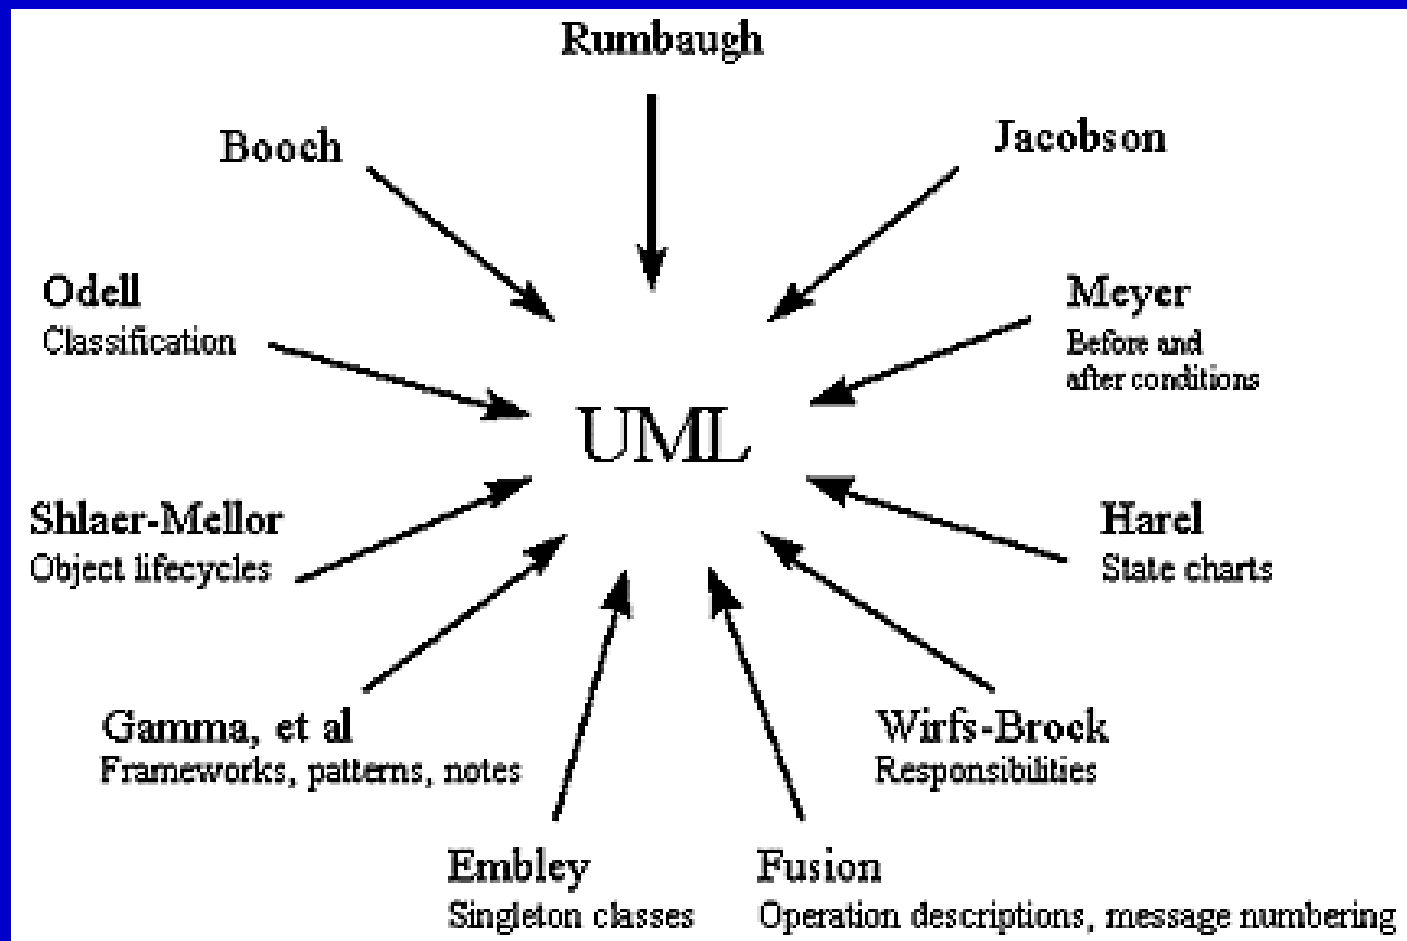 Rumbaugh
Booch
Jacobson
Odell
Classification
Meyer
Before and
after conditions
UML
Shlaer-Mellor
Object lifecycles
Harel
State charts
Gamma, et al
Frameworks, patterns, notes
Wirfs-Brock
Responsibilities
Embley
Singleton classes
Fusion
Operation descriptions, message numbering